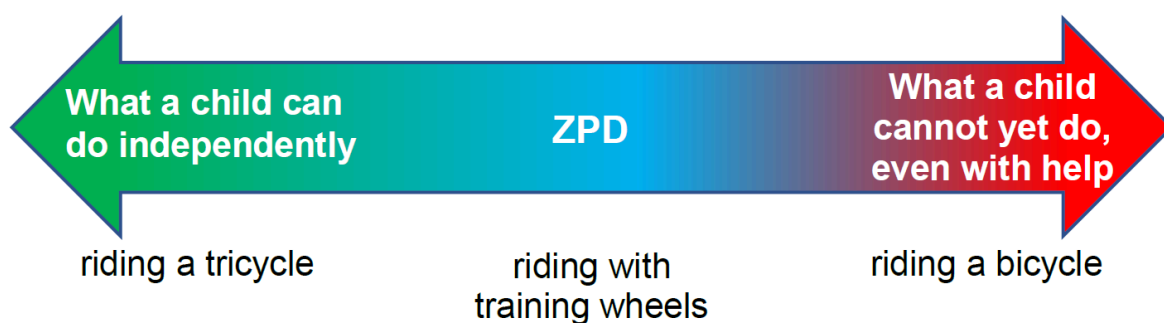 What a child can
do independently
ZPD
What a child
cannot yet do,
even with help
riding a tricycle
riding with
training wheels
riding a bicycle